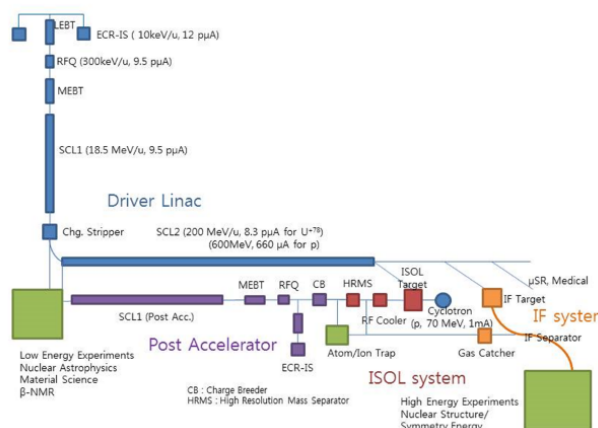 LEBT
ECR-IS ( 10keV/u, 12 pµA)
RFQ (300keV/u, 9.5 pµA)
MEBT
SCL1 (18.5 MeV/u, 9.5 pµA)
Driver Linac
Chg. Stripper
SCL2 (200 MeV/u, 8.3 pµA for U+78)
(600MeV, 660 µA for p)
MEBT
RFQ
CB
HRMS
ISOL
Target
µSR, Medical
IF Target
IF system
SCL1 (Post Acc.)
RF Cooler
Cyclotron
(p, 70 MeV, 1mA)
IF Separator
Post Accelerator
ECR-IS
Atom/Ion Trap
Gas Catcher
ISOL system
Low Energy Experiments
Nuclear Astrophysics
Material Science
β-NMR
CB : Charge Breeder
HRMS : High Resolution Mass Separator
High Energy Experiments
Nuclear Structure/
Symmetry Energy